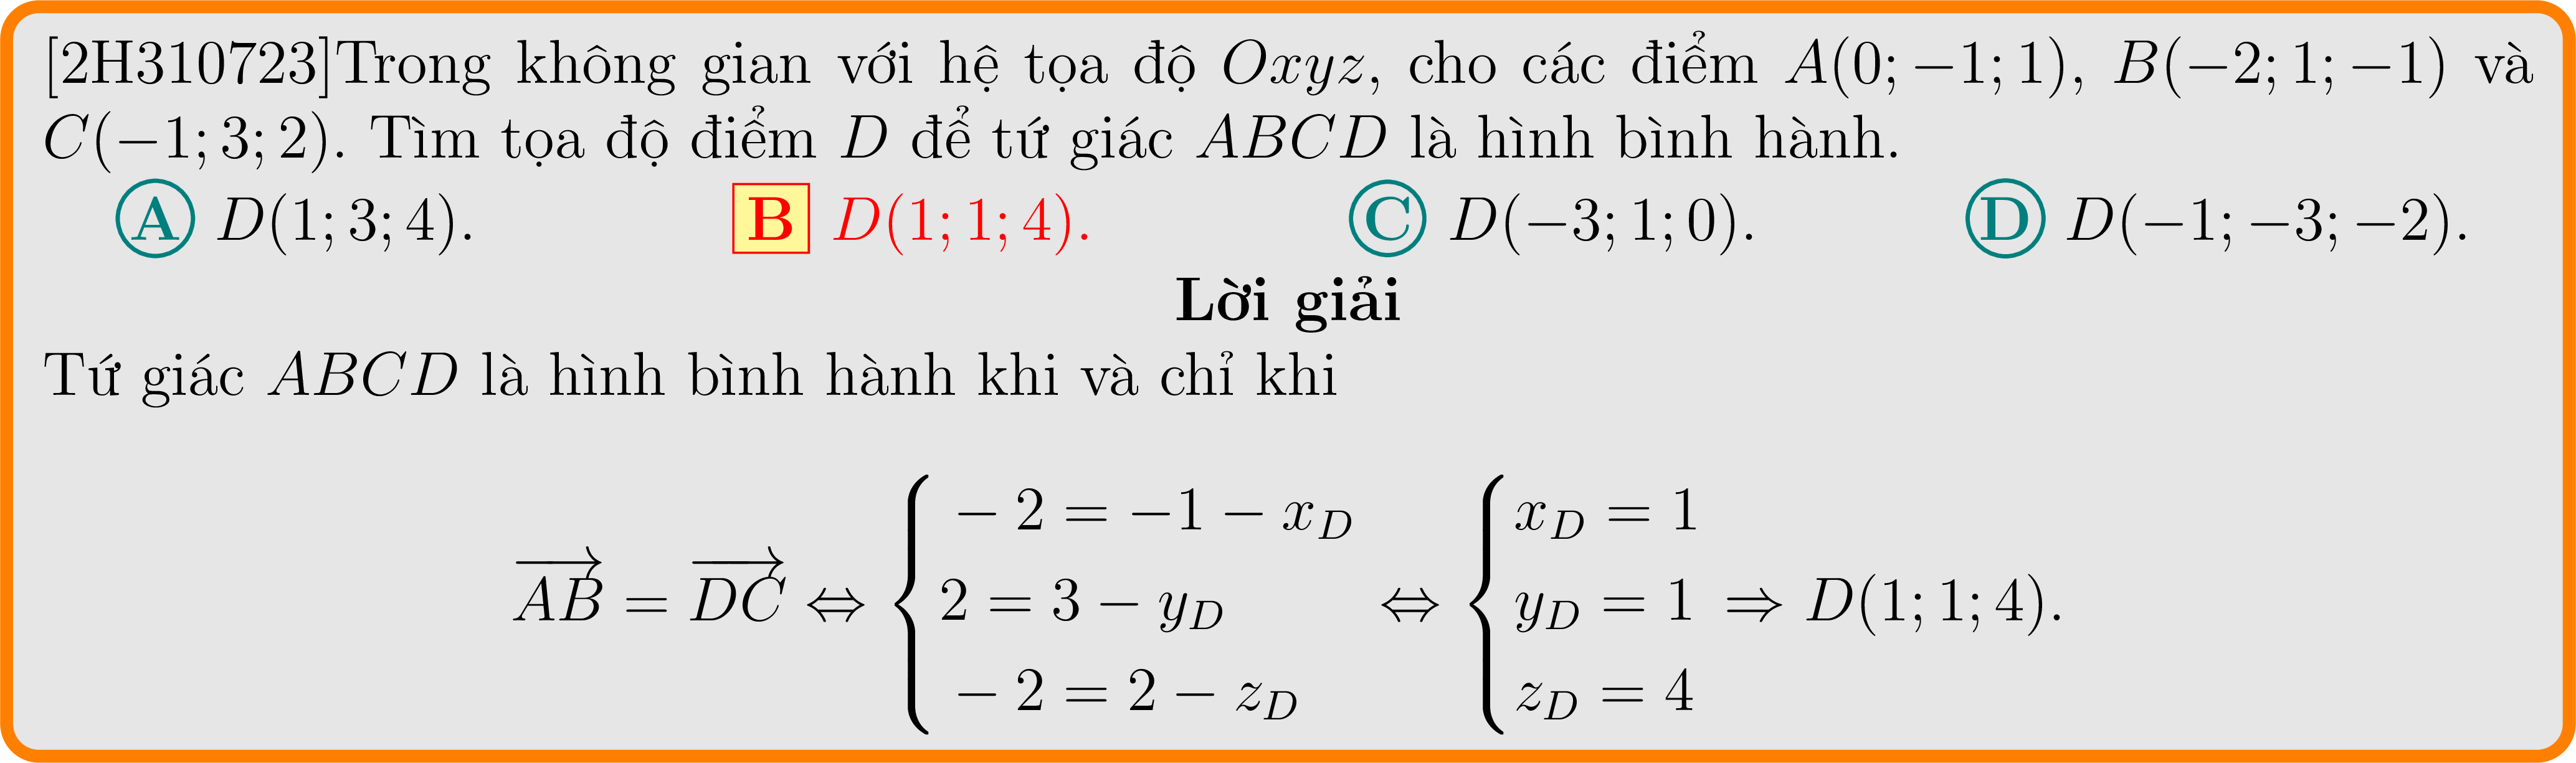 [2H310723]Trong không gian với hệ tọa độ Oxyz, cho các điểm A(0; −1; 1), B(−2; 1; −1) và
C(−1; 3; 2). Tìm tọa độ điểm D để tứ giác ABCD là hình bình hành.
A D(1; 3; 4). B D(1; 1; 4). C D(−3; 1; 0). D D(−1; −3; −2).
Lời giải
Tứ giác ABCD là hình bình hành khi và chỉ khi
$\overrightarrow{AB} = \overrightarrow{DC} \Leftrightarrow \begin{cases} -2 = -1 - x_D \\ 2 = 3 - y_D \\ -2 = 2 - z_D \end{cases} \Leftrightarrow \begin{cases} x_D = 1 \\ y_D = 1 \\ z_D = 4 \end{cases} \Rightarrow D(1; 1; 4).$